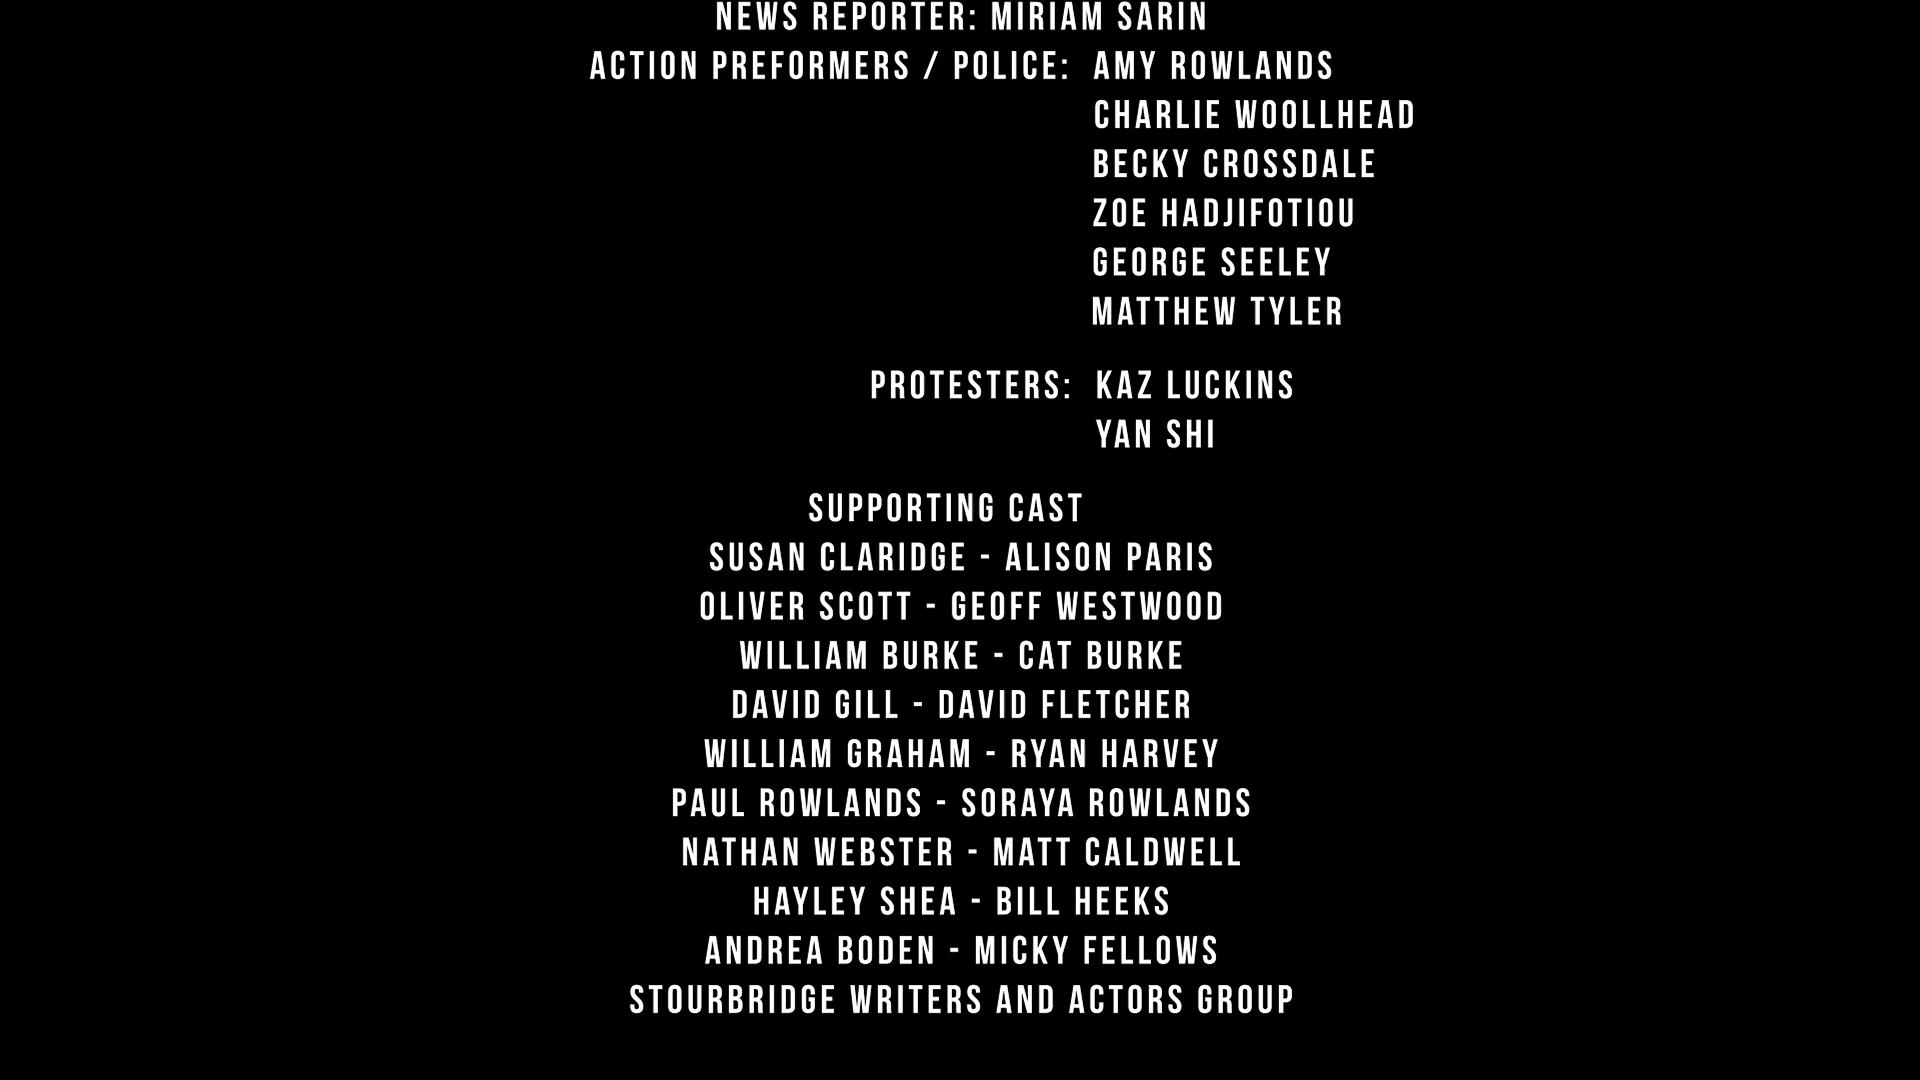 NEWS REPORTER: MIRIAM SARIN
ACTION PREFORMERS / POLICE: AMY ROWLANDS
CHARLIE WOOLLHEAD
BECKY CROSSDALE
ZOE HADJIFOTIOU
GEORGE SEELEY
MATTHEW TYLER
PROTESTERS: KAZ LUCKINS
YAN SHI
SUPPORTING CAST
SUSAN CLARIDGE - ALISON PARIS
OLIVER SCOTT - GEOFF WESTWOOD
WILLIAM BURKE - CAT BURKE
DAVID GILL - DAVID FLETCHER
WILLIAM GRAHAM - RYAN HARVEY
PAUL ROWLANDS - SORAYA ROWLANDS
NATHAN WEBSTER - MATT CALDWELL
HAYLEY SHEA - BILL HEEKS
ANDREA BODEN - MICKY FELLOWS
STOURBRIDGE WRITERS AND ACTORS GROUP